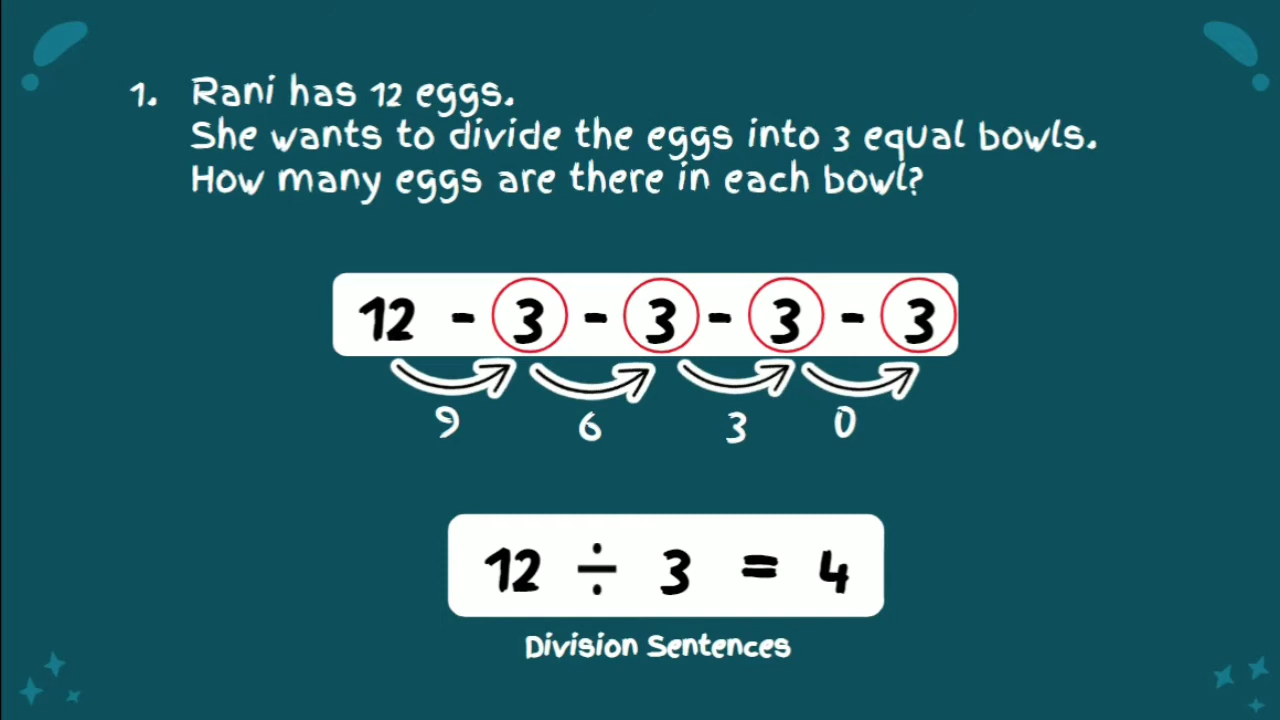 1. Rani has 12 eggs.
She wants to divide the eggs into 3 equal bowls.
How many eggs are there in each bowl?
12 - 3 - 3 - 3 - 3
9 6 3 0
12 ÷ 3 = 4
Division Sentences